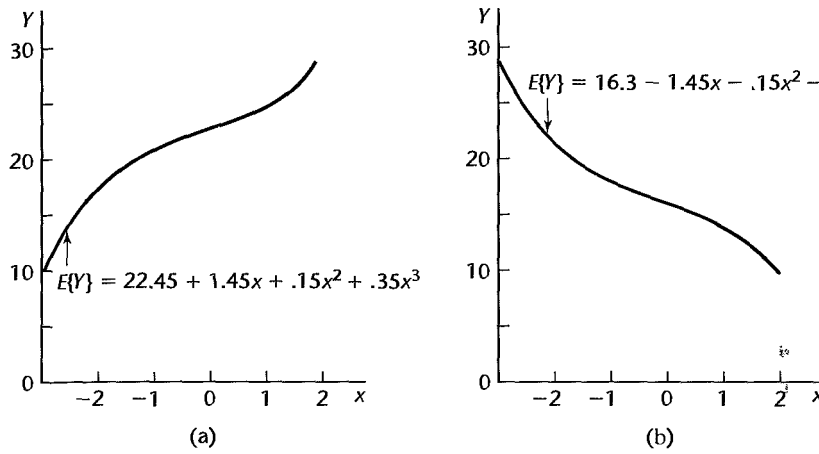 Y
30
20
10
0
E{Y} = 22.45 + 1.45x + .15x² + .35x³
−2 −1 0 1 2 x
(a)
Y
30
20
10
0
E{Y} = 16.3 − 1.45x − .15x² −
−2 −1 0 1 2 x
(b)